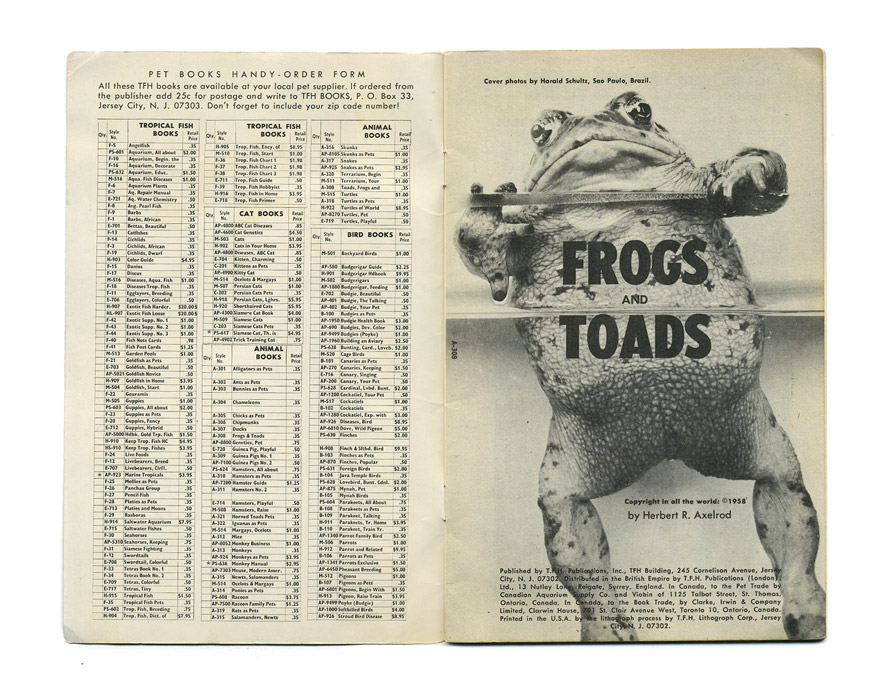 PET BOOKS HANDY-ORDER FORM
All these TFH books are available at your local pet supplier. If ordered from
the publisher add 25c for postage and write to TFH BOOKS, P. O. Box 33,
Jersey City, N. J. 07303. Don't forget to include your zip code number!
Qty. Style No. TROPICAL FISH BOOKS Retail Price
F-5 Angelfish .35
PS-601 Aquarium, All about $2.00
F-10 Aquarium, Begin. the .35
F-16 Aquarium, Decorate .35
PS-632 Aquarium, Educ. $1.50
M-516 Aqua. Fish Diseases $1.00
F-6 Aquarium Plants .35
F-7 Aq. Repair Manual .35
E-721 Aq. Water Chemistry .50
F-8 Arg. Pearl Fish .35
F-9 Barbs .35
F-1 Barbs, African .35
E-701 Bettas, Beautiful .50
F-13 Catfishes .35
F-14 Cichlids .35
F-3 Cichlids, African .35
F-19 Cichlids, Dwarf .35
H-903 Color Guide $4.95
F-15 Danios .35
F-17 Discus .35
M-516 Diseases, Aqua. Fish $1.00
F-18 Diseases Trop. Fish .35
F-11 Egglayers, Breeding .35
E-706 Egglayers, Colorful .50
H-907 Exotic Fish Harder. $20.00
HL-907 Exotic Fish Loose $20.00
F-42 Exotic Supp. No. 1 $1.00
F-43 Exotic Supp. No. 2 $1.00
F-44 Exotic Supp. No. 3 $1.00
F-40 Fish Note Cards .98
F-41 Fish Post Cards $1.25
M-513 Garden Pools $1.00
F-21 Goldfish as Pets .35
E-703 Goldfish, Beautiful .50
AP-5021 Goldfish Novelish
H-909 Goldfish in Home $3.95
M-504 Goldfish, Start $1.00
F-22 Gouramis .35
M-505 Guppies $1.00
PS-603 Guppies, All about $2.00
F-23 Guppies as Pets .35
F-20 Guppies, Fancy .35
E-712 Guppies, Hybrid .50
AP-5000 Hdbk. Gold Trp. Fish $1.50
H-910 Keep Trop. Fish HC $4.95
HS-910 Keep Trop. Fishes $3.95
F-24 Live Foods .35
F-12 Livebearers, Breed .35
E-707 Livebearers, Clrfl. .50
AP-923 Marine Tropicals $3.95
F-25 Mollies as Pets .35
F-26 Panchax Group .35
F-27 Pencil Fish .35
F-28 Platies as Pets .35
E-713 Platies and Moons .50
F-29 Rasboras .35
H-914 Saltwater Aquarium $7.95
E-715 Saltwater Fishes .50
F-30 Seahorses .35
AP-5310 Seahorses, Keeping .75
F-31 Siamese Fighting .35
F-12 Swordtails .35
E-708 Swordtail, Colorful .50
F-33 Tetras Book No. 1 .35
F-34 Tetras Book No. 2 .35
E-709 Tetras, Colorful .50
E-717 Tetras, Tiny .50
H-915 Tropical Fish $1.50
F-35 Tropical Fish Pets .35
PS-602 Trop. Fish, Breeding .75
H-904 Trop. Fish, Dict. of $7.95
Qty. Style No. TROPICAL FISH BOOKS Retail Price
H-905 Trop. Fish, Ency. of $8.95
M-510 Trop. Fish, Start $1.00
F-36 Trop. Fish Chart 1 $1.98
F-37 Trop. Fish Chart 2 $1.98
F-38 Trop. Fish Chart 3 $1.98
E-711 Trop. Fish Guide .50
F-39 Trop. Fish Hobbyist .35
H-916 Trop. Fish in Home $3.95
E-718 Trop. Fish Primer .50
Qty. Style No. CAT BOOKS Retail Price
AP-4800 ABC Cat Diseases .85
AP-4600 Cat Genetics $4.50
M-503 Cats $1.00
H-902 Cats in Your Home $3.95
AP-4800 Diseases, ABC Cat .85
E-704 Kitten, Charming .50
C-201 Kittens as Pets .35
AP-4900 Kitty Cat .50
M-514 Ocelots & Margays $1.00
M-507 Persian Cats $1.00
C-202 Persian Cats Pets .35
H-918 Persian Cats, Lghrs. $5.95
H-920 Shorthaired Cats $5.95
AP-4300 Siamese Cat Book $4.00
M-509 Siamese Cats $1.00
C-203 Siamese Cats Pets .35
PS-617 Siamese Cat, Th. is $4.95
AP-4902 Trick Training Cat .75
Qty. Style No. ANIMAL BOOKS Retail Price
A-301 Alligators as Pets .35
A-302 Ants as Pets .35
A-303 Bunnies as Pets .35
A-304 Chameleons .35
A-305 Chicks as Pets .35
A-306 Chipmunks .35
A-307 Ducks .35
A-308 Frogs & Toads .35
AP-8800 Genetics, Pet .75
E-720 Guinea Pig, Playful .50
A-309 Guinea Pigs No. 1 .35
AP-7100 Guinea Pigs No. 2 .50
PS-624 Hamsters, All about .75
A-310 Hamsters as Pets .35
AP-7200 Hamster Guide $1.25
A-311 Hamsters No. 2 .35
E-714 Hamsters, Playful .50
M-508 Hamsters, Raise $1.00
A-321 Horned Toads Pets .35
A-322 Iguanas as Pets .35
M-514 Margays, Ocelots $1.00
A-312 Mice .35
AP-8052 Monkey Business $1.00
A-313 Monkeys .35
AP-924 Monkeys as Pets $3.95
PS-636 Monkey Manual $2.95
AP-7303 Mouse, Modern Amer. .75
A-315 Newts, Salamanders .35
M-514 Ocelots & Margays $1.00
A-314 Ponies as Pets .35
PS-608 Racoon $3.75
AP-7500 Racoon Family Pets $1.25
A-319 Rats as Pets .35
A-315 Salamanders, Newts .35
Qty. Style No. ANIMAL BOOKS Retail Price
A-316 Skunks .35
AP-8105 Skunks as Pets $1.00
A-317 Snakes .35
AP-925 Snakes as Pets $2.95
A-320 Terrarium, Begin .35
M-511 Terrarium, Your $1.00
A-308 Toads, Frogs and .35
M-515 Turtles $1.00
A-318 Turtles as Pets .35
H-922 Turtles of World $8.95
AP-8270 Turtles, Pet .50
E-719 Turtles, Playful .50
Qty. Style No. BIRD BOOKS Retail Price
M-501 Backyard Birds $1.00
AP-580 Budgerigar Guide $2.25
H-901 Budgerigar Hdbook $9.95
M-502 Budgerigars $1.00
AP-1800 Budgerigar, Feeding $1.00
E-702 Budgie, Beautiful .50
AP-401 Budgie, The Talking .50
AP-402 Budgie, Your Pet .50
B-100 Budgies as Pets .35
AP-1950 Budgie Health Book $3.00
AP-690 Budgies, Dev. Color $2.00
AP-9499 Budgies (Poyke) $1.00
AP-1960 Building an Aviary $2.50
PS-628 Bunting, Card., Loveb. $2.00
M-520 Cage Birds $1.00
B-101 Canaries as Pets .35
AP-270 Canaries, Keeping $1.50
E-716 Canary, Singing .50
AP-200 Canary, Your Pet .50
PS-628 Cardinal, Lvbd. Bunt. $2.00
AP-1200 Cockatiel, Your Pet .50
M-517 Cockatiels $1.00
B-102 Cockatiels .35
AP-1280 Cockatiel, Exp. with $3.00
AP-926 Diseases, Bird $8.95
AP-6810 Dove, Wild Pigeon $5.00
PS-630 Finches $2.00
H-908 Finch & Sftbd. Bird $9.95
B-103 Finches as Pets .35
AP-870 Finches, Popular .50
PS-631 Foreign Birds $2.00
B-104 Java Temple Birds .35
PS-628 Lovebird, Bunt. Cdnl. $2.00
AP-875 Mynah, Pet $1.00
B-105 Mynah Birds .35
PS-604 Parakeets, All About .75
B-108 Parakeets as Pets .35
B-109 Parakeet, Talking .35
H-911 Parakeets, Yr. Home $3.95
B-110 Parakeet, Train Yr. .35
AP-1340 Parrot Family Bird $2.50
M-506 Parrots $1.00
H-912 Parrot and Related $9.95
B-106 Parrots as Pets .35
AP-1341 Parrots Exclusive $1.50
AP-6450 Pheasant Breeding $5.00
M-512 Pigeons $1.00
B-107 Pigeons as Pets .35
AP-6801 Pigeons, Begin With $1.50
H-913 Pigeon, Raise Train $3.95
AP-9499 Poyke (Budgie) $1.00
AP-1000 Softbilled Birds $4.00
AP-926 Stroud Bird Disease $8.95
Cover photos by Harald Schultz, Sao Paulo, Brazil.
FROGS
AND
TOADS
A-308
Copyright in all the world: ©1958
by Herbert R. Axelrod
Published by T.F.H. Publications, Inc., TFH Building, 245 Cornelison Avenue, Jersey
City, N. J. 07302. Distributed in the British Empire by T.F.H. Publications (London)
Ltd., 13 Nutley Lane, Reigate, Surrey, England. In Canada, to the Pet Trade by
Canadian Aquarium Supply Co. and Viobin of 1125 Talbot Street, St. Thomas,
Ontario, Canada. In Canada, to the Book Trade, by Clarke, Irwin & Company
Limited, Clarwin House, 791 St. Clair Avenue West, Toronto 10, Ontario, Canada.
Printed in the U.S.A. by the lithograph process by T.F.H. Lithograph Corp., Jersey
City, N. J. 07302.